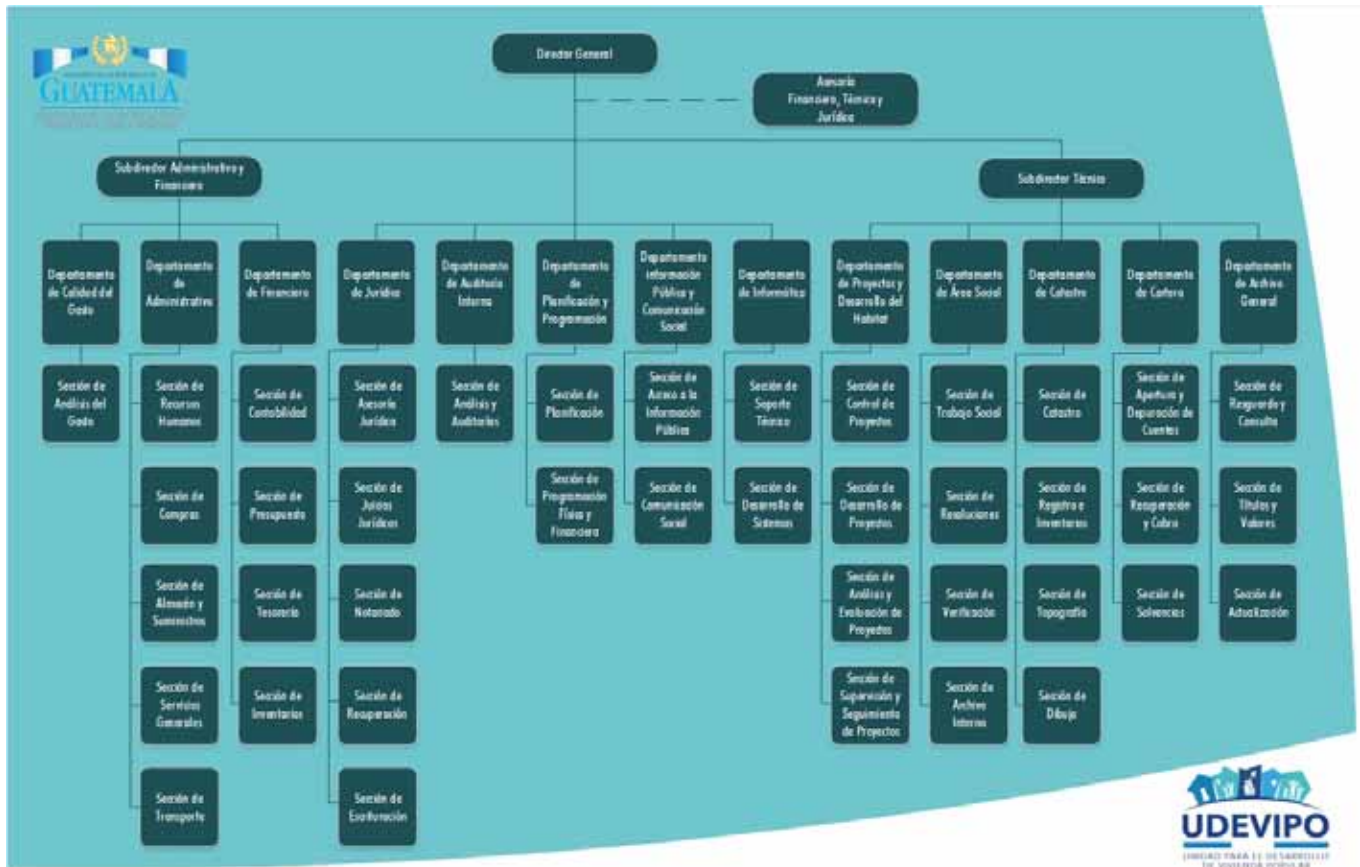 GUATEMALA
Director General
Asesoría
Financiero, Técnico y
Jurídico
Subdirector Administrativo y
Financiero
Subdirector Técnico
Departamento
de Calidad del
Gasto
Departamento
de
Administrativo
Departamento
de Financiero
Departamento
de Jurídico
Departamento
de Auditoría
Interna
Departamento
de
Planificación y
Programación
Departamento
información
Pública y
Comunicación
Social
Departamento
de Informática
Departamento
de Proyectos y
Desarrollo del
Habitat
Departamento
de Área Social
Departamento
de Catastro
Departamento
de Cartera
Departamento
de Archivo
General
Sección de
Análisis del
Gasto
Sección de
Recursos
Humanos
Sección de
Contabilidad
Sección de
Asesoría
Jurídica
Sección de
Análisis y
Auditorías
Sección de
Planificación
Sección de
Acceso a la
Información
Pública
Sección de
Soporte
Técnico
Sección de
Control de
Proyectos
Sección de
Trabajo Social
Sección de
Catastro
Sección de
Apertura y
Depuración de
Cuentas
Sección de
Resguardo y
Consulta
Sección de
Compras
Sección de
Presupuesto
Sección de
Juicios
Jurídicos
Sección de
Programación
Física y
Financiera
Sección de
Comunicación
Social
Sección de
Desarrollo de
Sistemas
Sección de
Desarrollo de
Proyectos
Sección de
Resoluciones
Sección de
Registro e
Inventarios
Sección de
Recuperación
y Cobro
Sección de
Títulos y
Valores
Sección de
Almacén y
Suministros
Sección de
Tesorería
Sección de
Notariado
Sección de
Análisis y
Evaluación de
Proyectos
Sección de
Verificación
Sección de
Topografía
Sección de
Solvencias
Sección de
Actualización
Sección de
Servicios
Generales
Sección de
Inventarios
Sección de
Recuperación
Sección de
Supervisión y
Seguimiento
de Proyectos
Sección de
Archivo
Interno
Sección de
Dibujo
Sección de
Transporte
Sección de
Escrituración
UDEVIPO
UNIDAD PARA EL DESARROLLO
DE VIVIENDA POPULAR